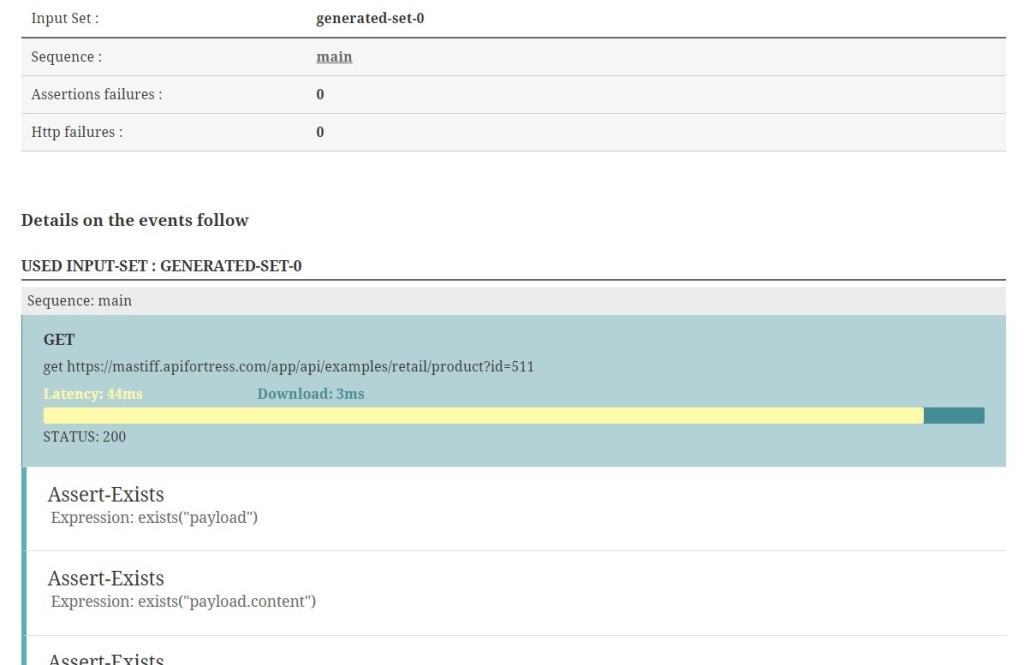 Input Set : generated-set-0
Sequence : main
Assertions failures : 0
Http failures : 0
Details on the events follow
USED INPUT-SET : GENERATED-SET-0
Sequence: main
GET
get https://mastiff.apifortress.com/app/api/examples/retail/product?id=511
Latency: 44ms Download: 3ms
STATUS: 200
Assert-Exists
Expression: exists("payload")
Assert-Exists
Expression: exists("payload.content")
Assert-Exists